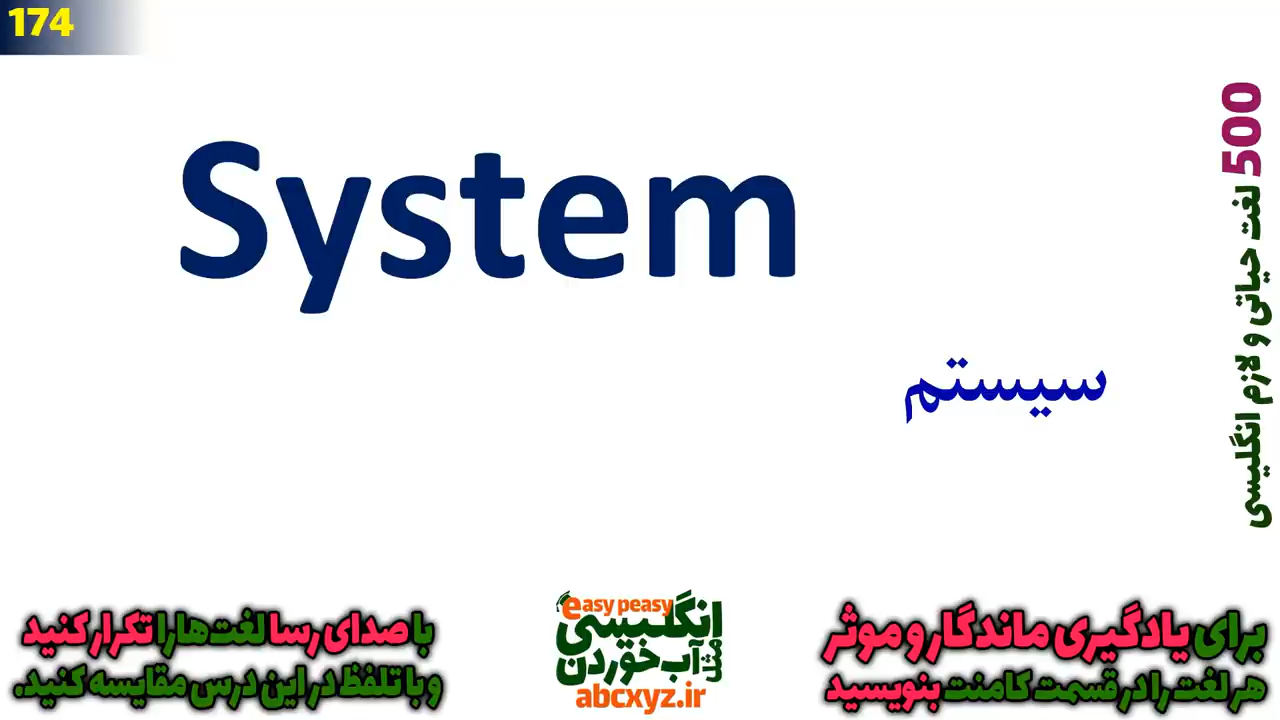 174
System
سیستم
500 لغت حیاتی و لازم انگلیسی
برای یادگیری ماندگار و موثر
هر لغت را در قسمت کامنت بنویسید
easy peasy
انگلیسی
مثل
آب خوردن
abcxyz.ir
با صدای رسا لغت‌ها را تکرار کنید
و با تلفظ در این درس مقایسه کنید.